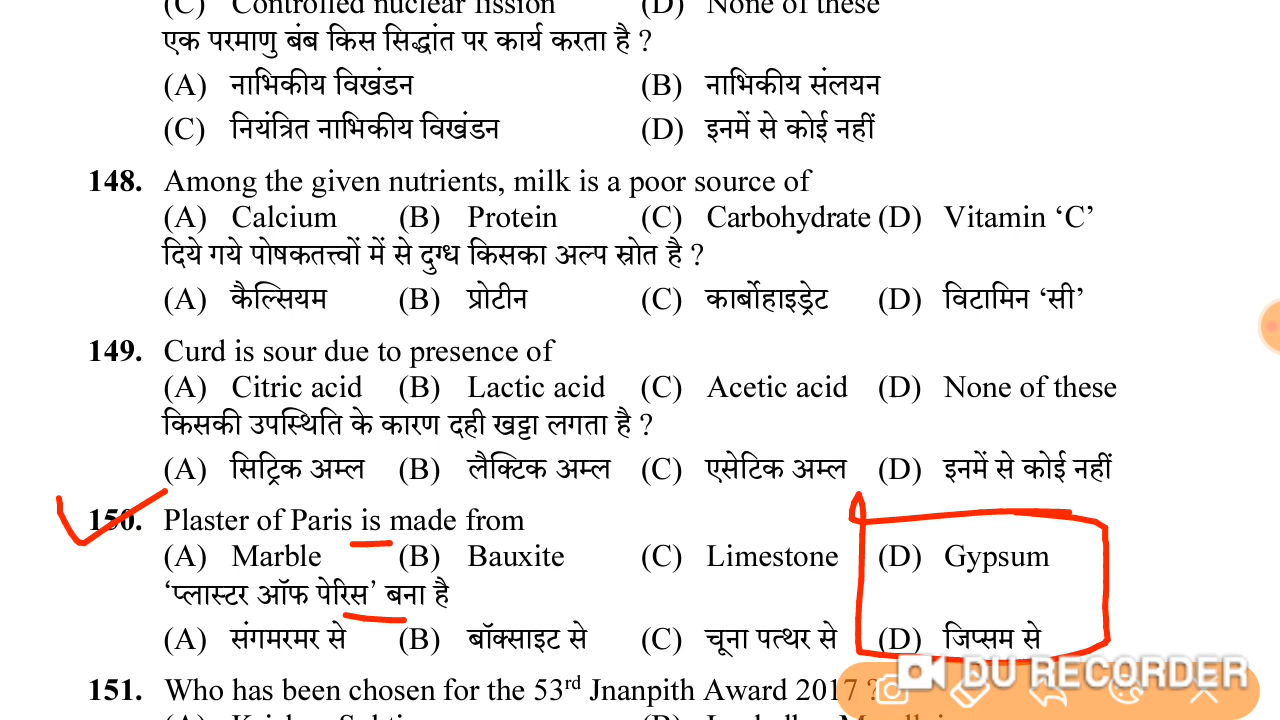 (C) Controlled nuclear fission (D) None of these
एक परमाणु बंब किस सिद्धांत पर कार्य करता है ?
(A) नाभिकीय विखंडन (B) नाभिकीय संलयन
(C) नियंत्रित नाभिकीय विखंडन (D) इनमें से कोई नहीं
148. Among the given nutrients, milk is a poor source of
(A) Calcium (B) Protein (C) Carbohydrate (D) Vitamin ‘C’
दिये गये पोषकतत्त्वों में से दुग्ध किसका अल्प स्रोत है ?
(A) कैल्सियम (B) प्रोटीन (C) कार्बोहाइड्रेट (D) विटामिन ‘सी’
149. Curd is sour due to presence of
(A) Citric acid (B) Lactic acid (C) Acetic acid (D) None of these
किसकी उपस्थिति के कारण दही खट्टा लगता है ?
(A) सिट्रिक अम्ल (B) लैक्टिक अम्ल (C) एसेटिक अम्ल (D) इनमें से कोई नहीं
150. Plaster of Paris is made from
(A) Marble (B) Bauxite (C) Limestone (D) Gypsum
‘प्लास्टर ऑफ पेरिस’ बना है
(A) संगमरमर से (B) बॉक्साइट से (C) चूना पत्थर से (D) जिप्सम से
DU RECORDER
151. Who has been chosen for the 53rd Jnanpith Award 2017 ?